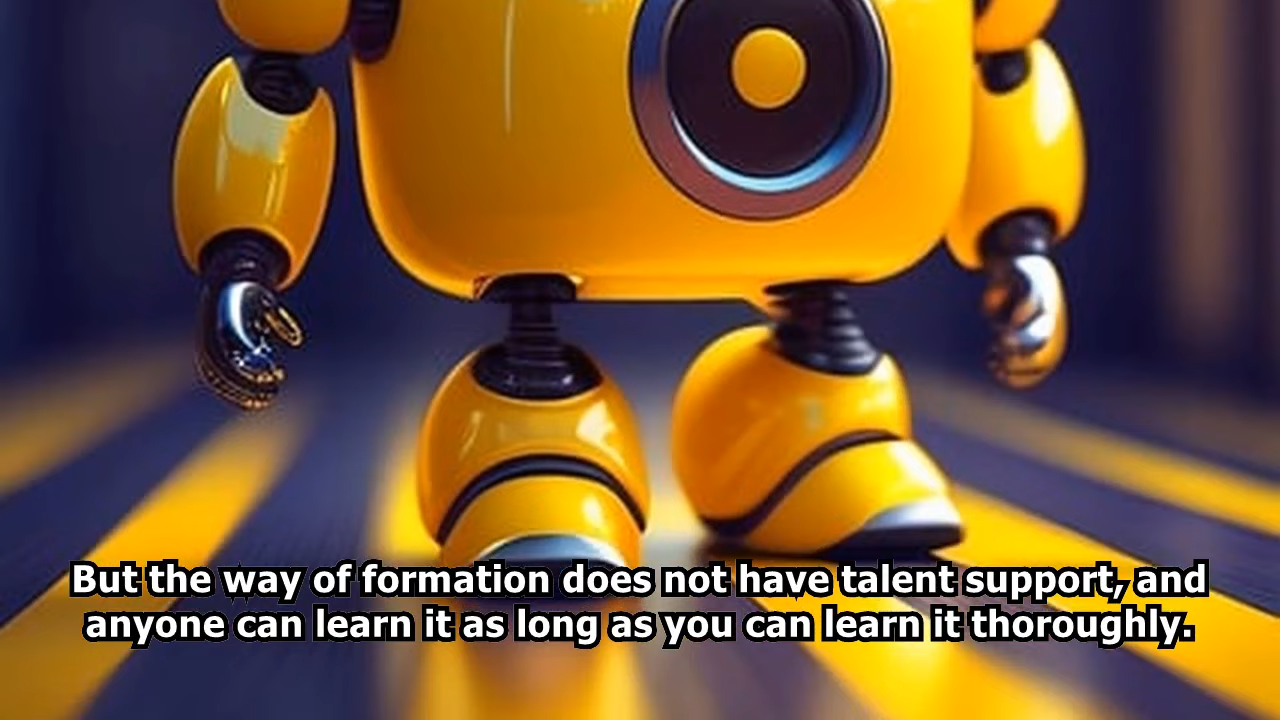 But the way of formation does not have talent support, and
anyone can learn it as long as you can learn it thoroughly.